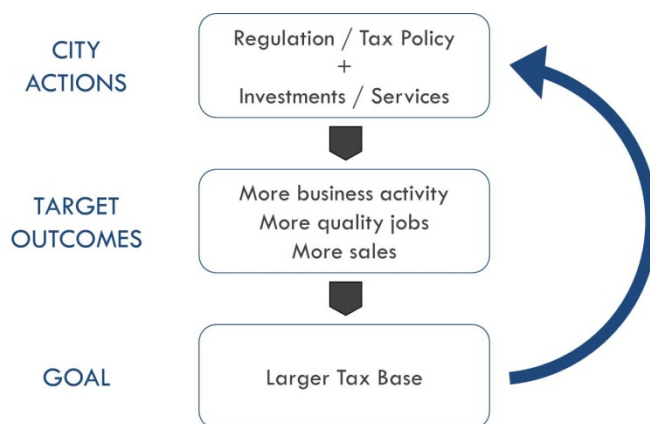 CITY
ACTIONS
Regulation / Tax Policy
+
Investments / Services
TARGET
OUTCOMES
More business activity
More quality jobs
More sales
GOAL
Larger Tax Base